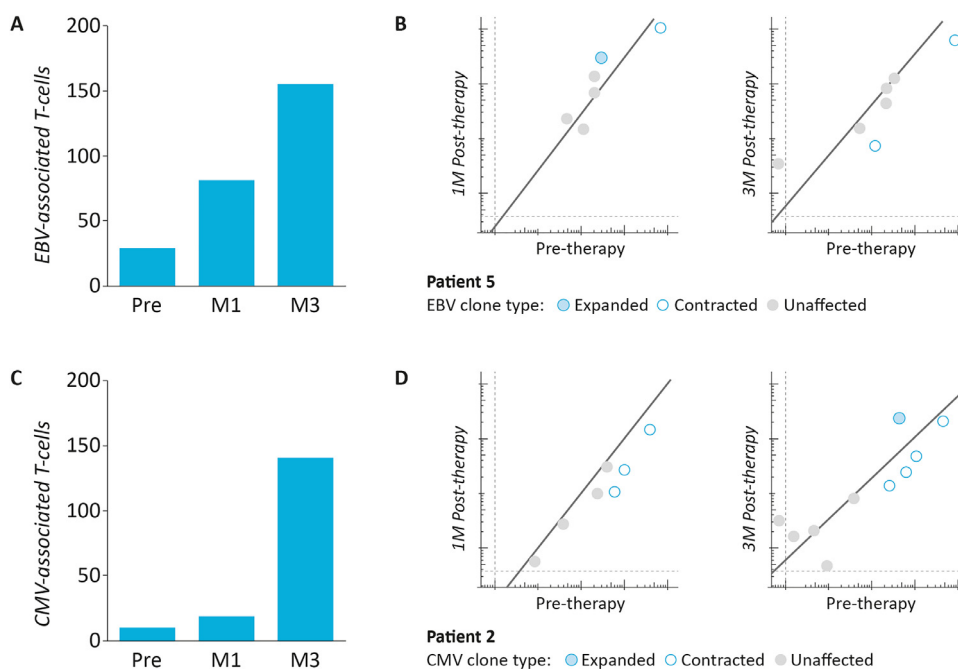 A
EBV-associated T-cells
200
150
100
50
0
Pre M1 M3
B
1M Post-therapy
Pre-therapy
3M Post-therapy
Pre-therapy
Patient 5
EBV clone type: Expanded Contracted Unaffected
C
CMV-associated T-cells
200
150
100
50
0
Pre M1 M3
D
1M Post-therapy
Pre-therapy
3M Post-therapy
Pre-therapy
Patient 2
CMV clone type: Expanded Contracted Unaffected